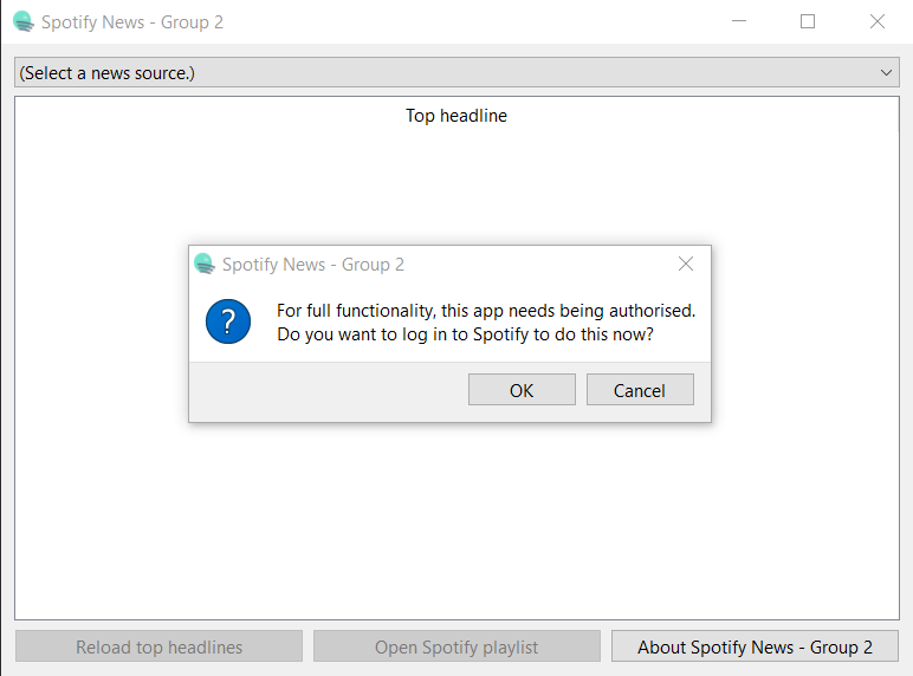 Spotify News - Group 2
(Select a news source.)
Top headline
Spotify News - Group 2
For full functionality, this app needs being authorised.
Do you want to log in to Spotify to do this now?
OK Cancel
Reload top headlines Open Spotify playlist About Spotify News - Group 2